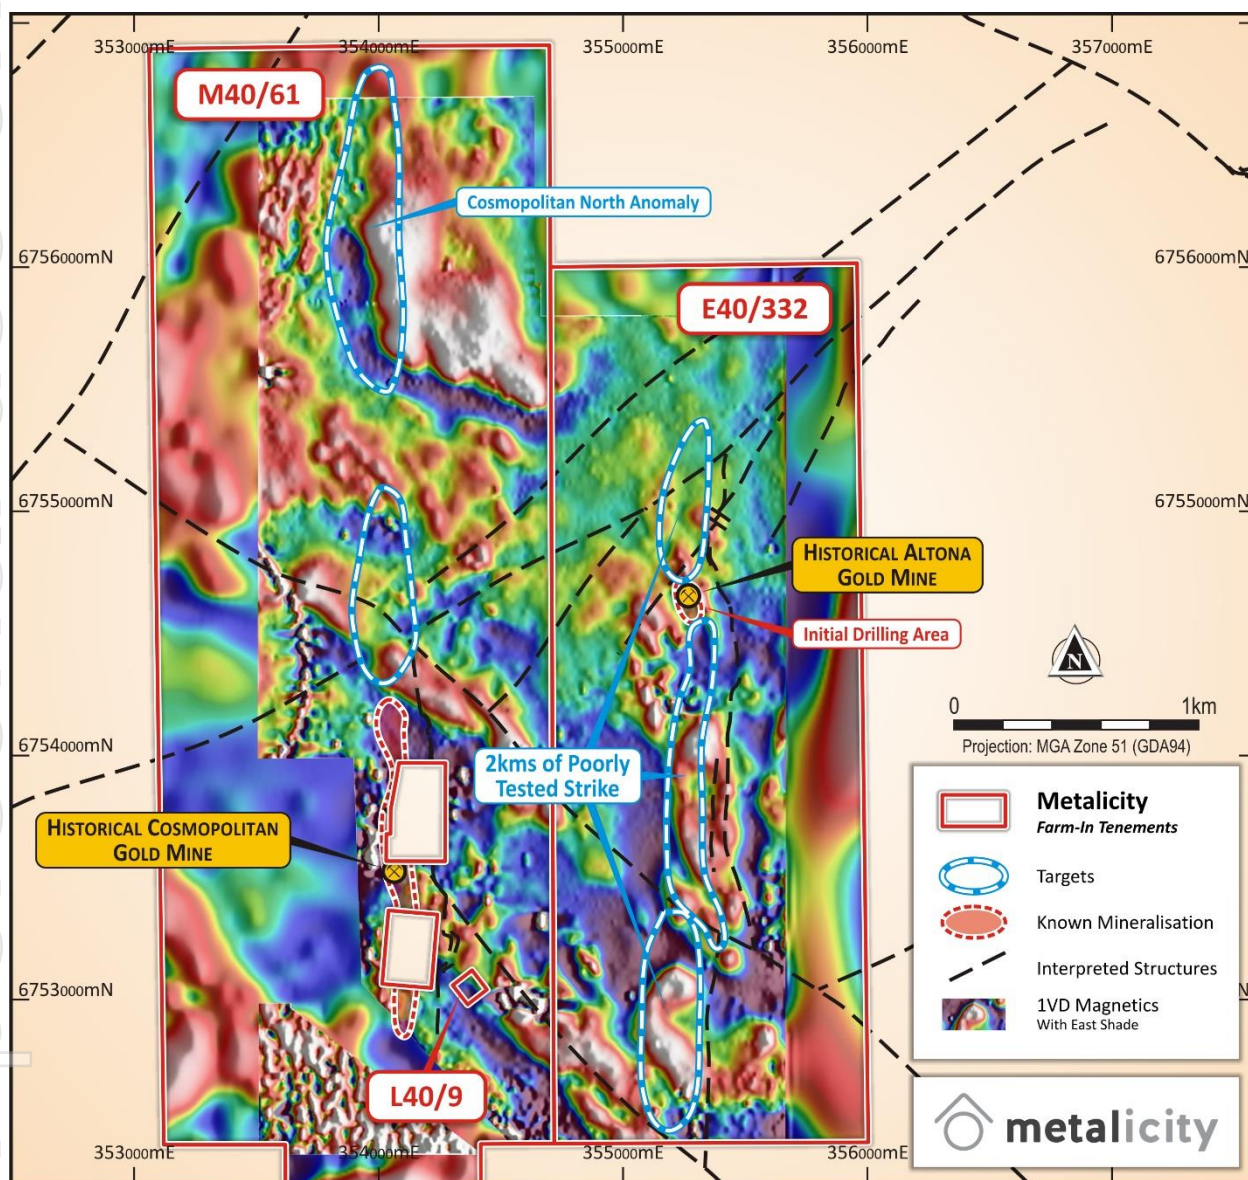 353000mE
354000mE
355000mE
356000mE
357000mE
M40/61
Cosmopolitan North Anomaly
6756000mN
6756000mN
E40/332
6755000mN
6755000mN
HISTORICAL ALTONA
GOLD MINE
Initial Drilling Area
N
0 1km
Projection: MGA Zone 51 (GDA94)
6754000mN
2kms of Poorly
Tested Strike
HISTORICAL COSMOPOLITAN
GOLD MINE
Metalicity
Farm-In Tenements
Targets
Known Mineralisation
Interpreted Structures
1VD Magnetics
With East Shade
6753000mN
N
L40/9
metalicity
353000mE
354000mE
355000mE
356000mE